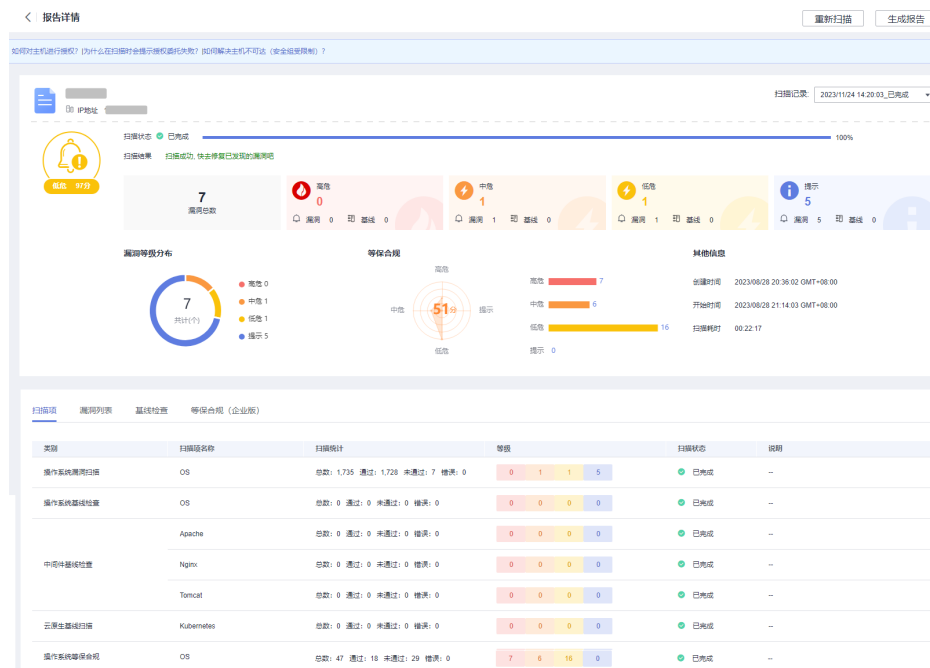 报告详情
重新扫描
生成报告
如何对主机进行授权? |为什么在扫描时会提示授权委托失败? |如何解决主机不可达（安全组受限制）?
扫描记录:
2023/11/24 14:20:03_已完成
IP地址
扫描状态 已完成 100%
扫描结果 扫描成功, 快去修复已发现的漏洞吧
低危 97分
7
漏洞总数
高危
0
漏洞 0 基线 0
中危
1
漏洞 1 基线 0
低危
1
漏洞 1 基线 0
提示
5
漏洞 5 基线 0
漏洞等级分布
7
共计(个)
高危 0
中危 1
低危 1
提示 5
等保合规
高危
中危
51分
提示
低危
高危 7
中危 6
低危 16
提示 0
其他信息
创建时间 2023/08/28 20:36:02 GMT+08:00
开始时间 2023/08/28 21:14:03 GMT+08:00
扫描耗时 00:22:17
扫描项 漏洞列表 基线检查 等保合规（企业版）
类别 扫描项名称 扫描统计 等级 扫描状态 说明
操作系统漏洞扫描 OS 总数: 1,735 通过: 1,728 未通过: 7 错误: 0 0 1 1 5 已完成 --
操作系统基线检查 OS 总数: 0 通过: 0 未通过: 0 错误: 0 0 0 0 0 已完成 --
Apache 总数: 0 通过: 0 未通过: 0 错误: 0 0 0 0 0 已完成 --
中间件基线检查 Nginx 总数: 0 通过: 0 未通过: 0 错误: 0 0 0 0 0 已完成 --
Tomcat 总数: 0 通过: 0 未通过: 0 错误: 0 0 0 0 0 已完成 --
云原生基线扫描 Kubernetes 总数: 0 通过: 0 未通过: 0 错误: 0 0 0 0 0 已完成 --
操作系统等保合规 OS 总数: 47 通过: 18 未通过: 29 错误: 0 7 6 16 0 已完成 --